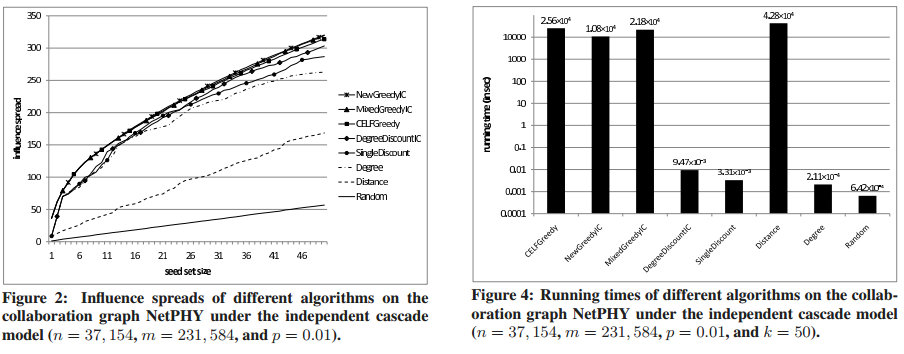 350
300
250
200
150
100
50
0
influence spread
1 6 11 16 21 26 31 36 41 46
seed set size
NewGreedyIC
MixedGreedyIC
CELFGreedy
DegreeDiscountIC
SingleDiscount
Degree
Distance
Random
Figure 2: Influence spreads of different algorithms on the
collaboration graph NetPHY under the independent cascade
model (n = 37, 154, m = 231, 584, and p = 0.01).
10000
1000
100
10
1
0.1
0.01
0.001
0.0001
running time (in sec)
2.56×10⁴ 1.08×10⁴ 2.18×10⁴ 9.47×10⁻³ 3.31×10⁻³ 4.28×10⁴ 2.11×10⁻⁴ 6.42×10⁻⁴
CELFGreedy NewGreedyIC MixedGreedyIC DegreeDiscountIC SingleDiscount Distance Degree Random
Figure 4: Running times of different algorithms on the collab-
oration graph NetPHY under the independent cascade model
(n = 37, 154, m = 231, 584, p = 0.01, and k = 50).